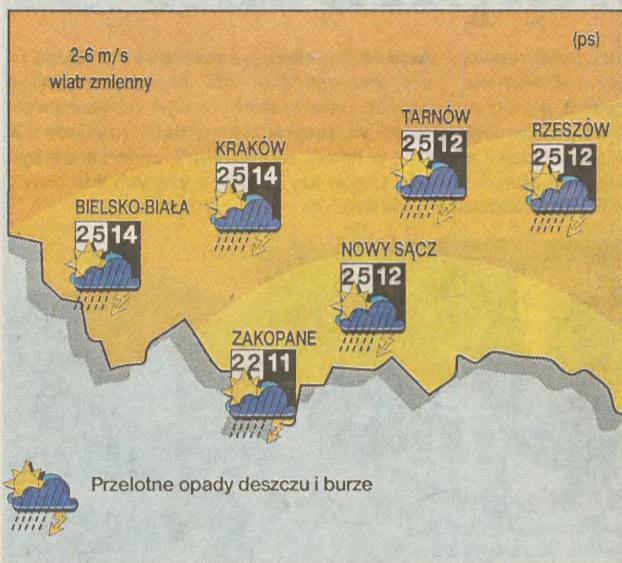 2-6 m/s
wiatr zmienny
(ps)
TARNÓW
25 12
RZESZÓW
25 12
KRAKÓW
25 14
BIELSKO-BIAŁA
25 14
NOWY SĄCZ
25 12
ZAKOPANE
22 11
Przelotne opady deszczu i burze